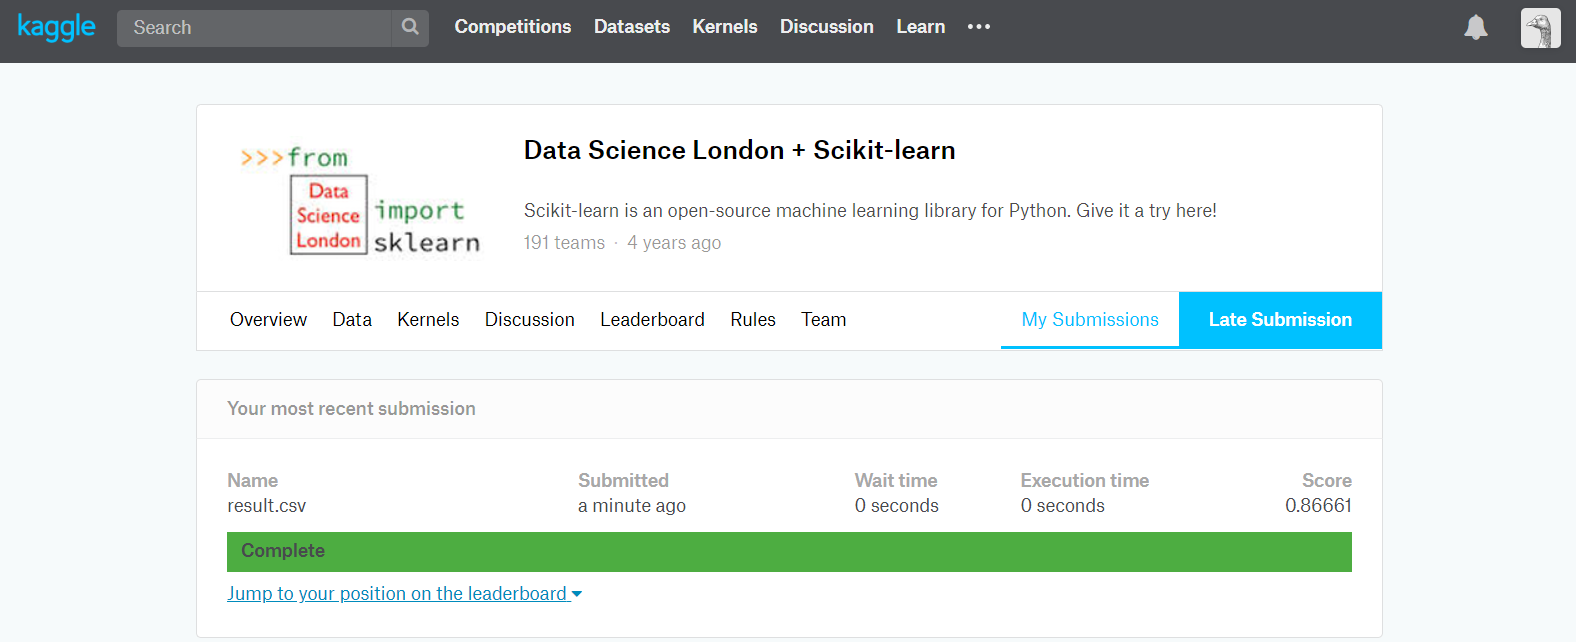 kaggle Search Competitions Datasets Kernels Discussion Learn •••
>>>from
Data
Science
London
import
sklearn
Data Science London + Scikit-learn
Scikit-learn is an open-source machine learning library for Python. Give it a try here!
191 teams · 4 years ago
Overview Data Kernels Discussion Leaderboard Rules Team My Submissions Late Submission
Your most recent submission
Name Submitted Wait time Execution time Score
result.csv a minute ago 0 seconds 0 seconds 0.86661
Complete
Jump to your position on the leaderboard